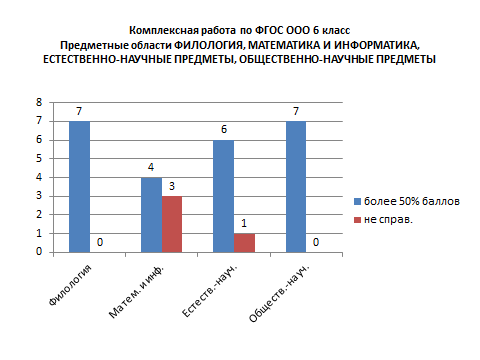 Комплексная работа по ФГОС ООО 6 класс
Предметные области ФИЛОЛОГИЯ, МАТЕМАТИКА И ИНФОРМАТИКА,
ЕСТЕСТВЕННО-НАУЧНЫЕ ПРЕДМЕТЫ, ОБЩЕСТВЕННО-НАУЧНЫЕ ПРЕДМЕТЫ
8
7
6
5
4
3
2
1
0
7
0
4
3
6
1
7
0
Филология
Матем. и инф.
Естеств.-науч.
Обществ.-науч.
более 50% баллов
не справ.